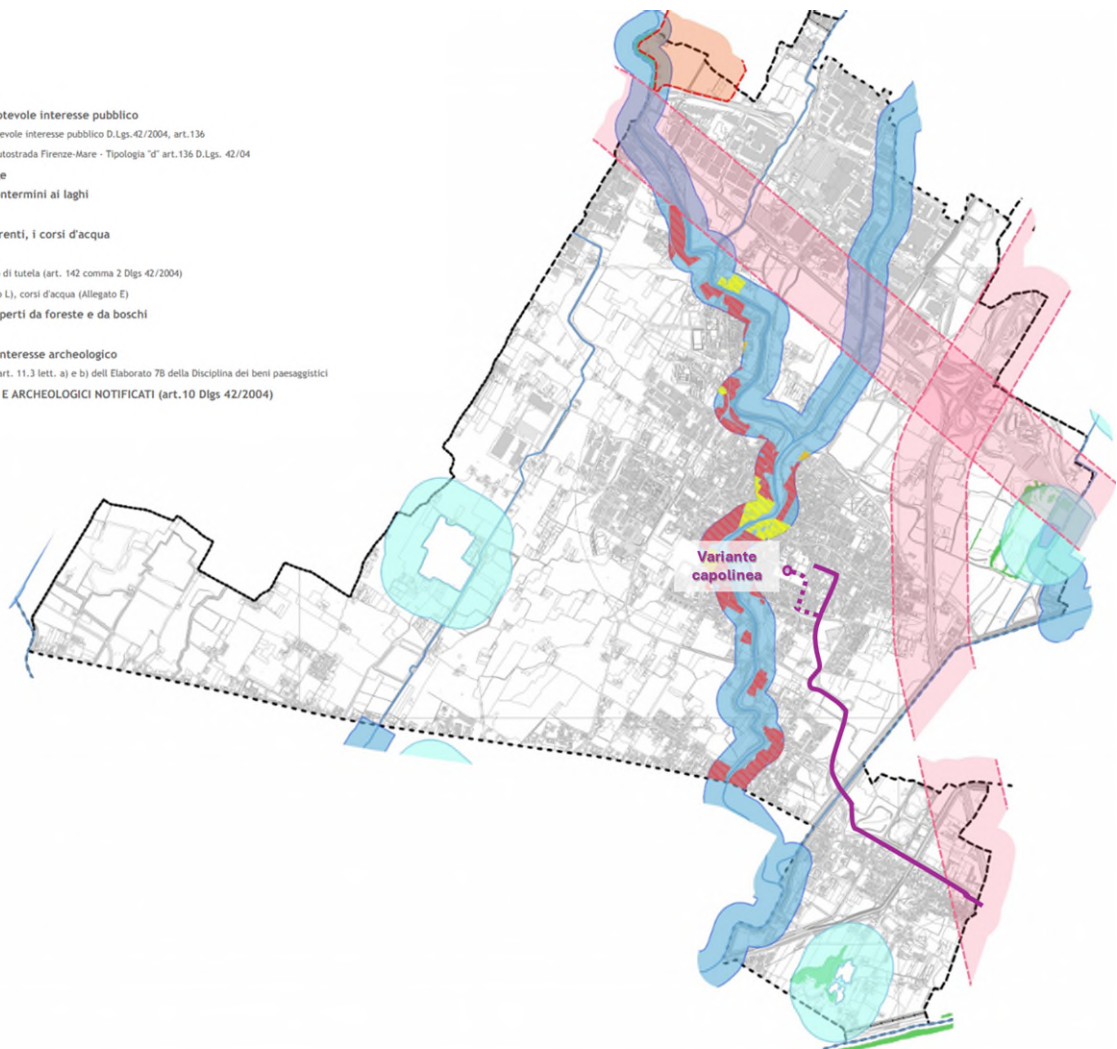 otevole interesse pubblico
evole interesse pubblico D.Lgs.42/2004, art.136
utostrada Firenze-Mare - Tipologia "d" art.136 D.Lgs. 42/04
e
ntermini ai laghi
renti, i corsi d'acqua
e di tutela (art. 142 comma 2 Dlgs 42/2004)
o L), corsi d'acqua (Allegato E)
perti da foreste e da boschi
nteresse archeologico
art. 11.3 lett. a) e b) dell Elaborato 7B della Disciplina dei beni paesaggistici
E ARCHEOLOGICI NOTIFICATI (art.10 Dlgs 42/2004)
Variante
capolinea